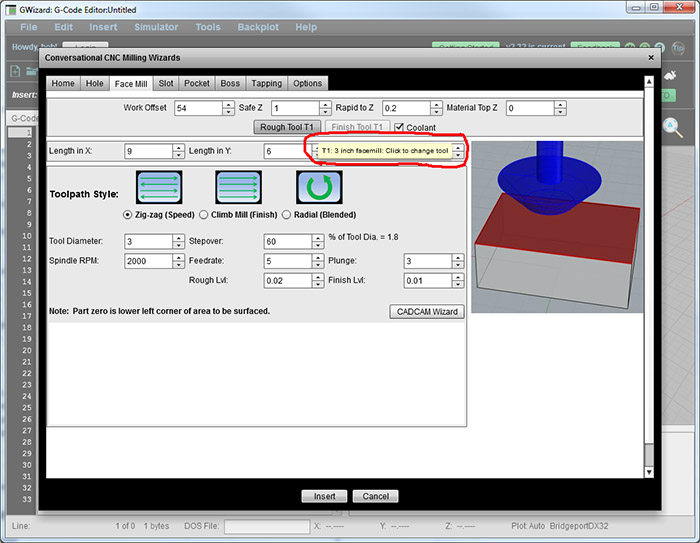 GWizard: G-Code Editor:Untitled
File Edit Insert Simulator Tools Backplot Help
Conversational CNC Milling Wizards
Home Hole Face Mill Slot Pocket Boss Tapping Options
Insert:
Work Offset 54 Safe Z 1 Rapid to Z 0.2 Material Top Z 0
G-Code
Rough Tool T1 Finish Tool T1 Coolant
1
2
Length in X: 9 Length in Y: 6 T1: 3 inch facemill: Click to change tool
3
4
5
Toolpath Style:
6
7
Zig-zag (Speed) Climb Mill (Finish) Radial (Blended)
8
9
Tool Diameter: 3 Stepover: 60 % of Tool Dia. = 1.8
10
11
Spindle RPM: 2000 Feedrate: 5 Plunge: 3
12
13
Rough Lvl: 0.02 Finish Lvl: 0.01
14
15
Note: Part zero is lower left corner of area to be surfaced. CADCAM Wizard
16
17
18
19
20
21
22
23
24
25
26
27
28
29
30
31
32
33
Insert Cancel
Line: 1 of 0 1 bytes DOS File: X: --.---- Y: --.---- Z: --.---- Plot: Auto BridgeportDX32